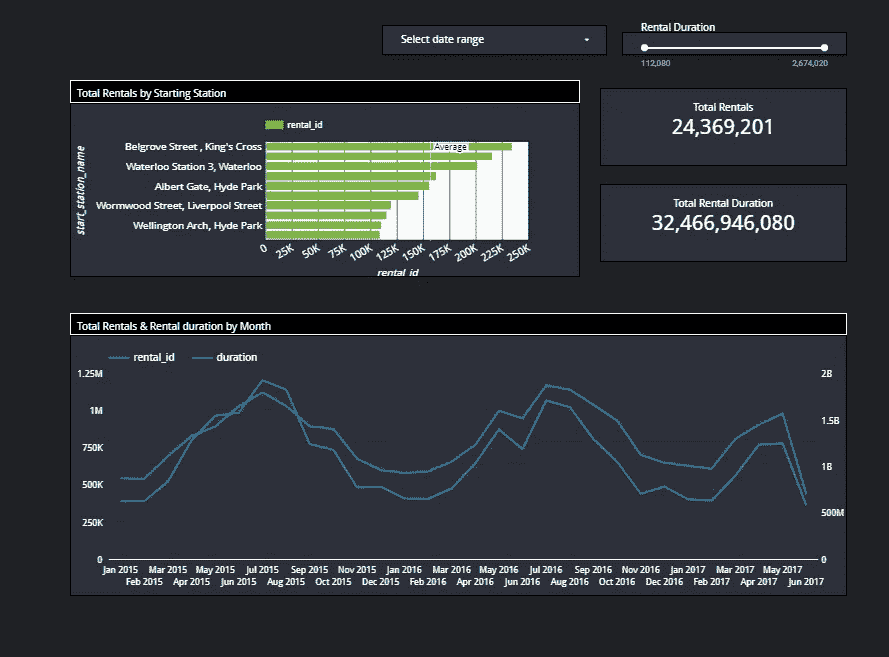 Select date range
Rental Duration
112,080 2,674,020
Total Rentals by Starting Station
rental_id
start_station_name
Belgrove Street , King's Cross
Waterloo Station 3, Waterloo
Albert Gate, Hyde Park
Wormwood Street, Liverpool Street
Wellington Arch, Hyde Park
Average
0 25K 50K 75K 100K 125K 150K 175K 200K 225K 250K
rental_id
Total Rentals
24,369,201
Total Rental Duration
32,466,946,080
Total Rentals & Rental duration by Month
rental_id duration
1.25M
1M
750K
500K
250K
0
2B
1.5B
1B
500M
0
Jan 2015 Mar 2015 May 2015 Jul 2015 Sep 2015 Nov 2015 Jan 2016 Mar 2016 May 2016 Jul 2016 Sep 2016 Nov 2016 Jan 2017 Mar 2017 May 2017
Feb 2015 Apr 2015 Jun 2015 Aug 2015 Oct 2015 Dec 2015 Feb 2016 Apr 2016 Jun 2016 Aug 2016 Oct 2016 Dec 2016 Feb 2017 Apr 2017 Jun 2017